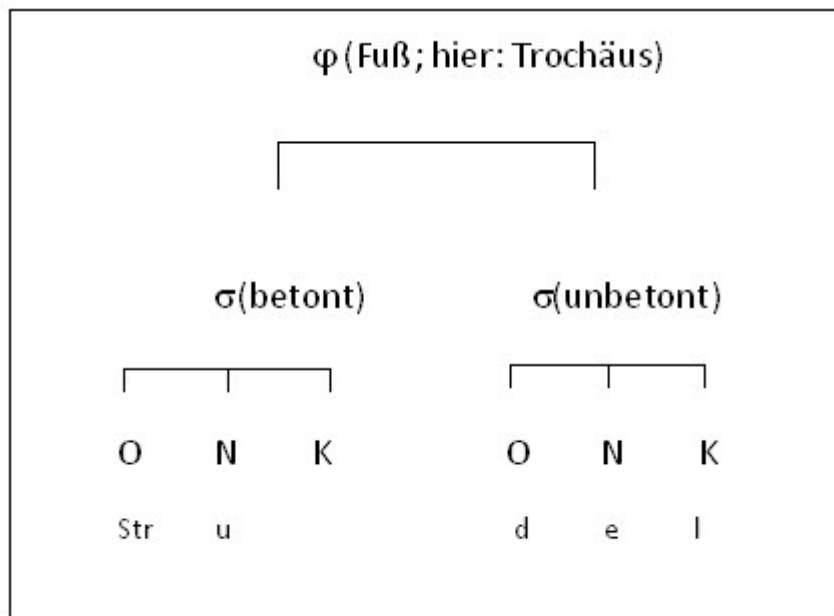 φ (Fuß; hier: Trochäus)
σ(betont) σ(unbetont)
O N K O N K
Str u d e l